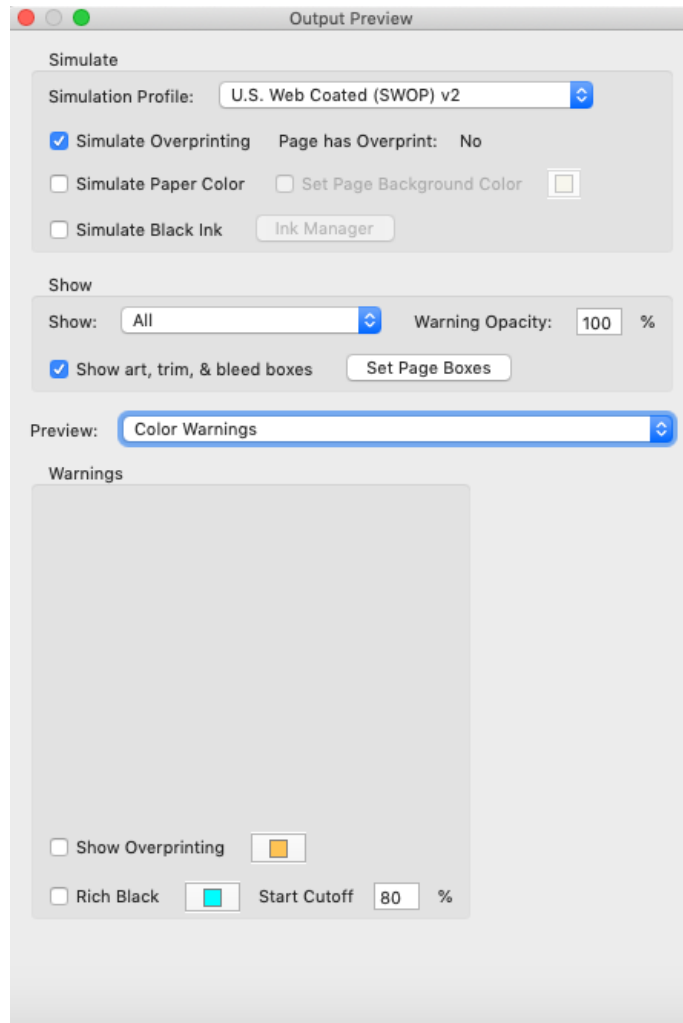 Output Preview
Simulate
Simulation Profile: U.S. Web Coated (SWOP) v2
Simulate Overprinting Page has Overprint: No
Simulate Paper Color Set Page Background Color
Simulate Black Ink Ink Manager
Show
Show: All Warning Opacity: 100 %
Show art, trim, & bleed boxes Set Page Boxes
Preview: Color Warnings
Warnings
Show Overprinting
Rich Black Start Cutoff 80 %